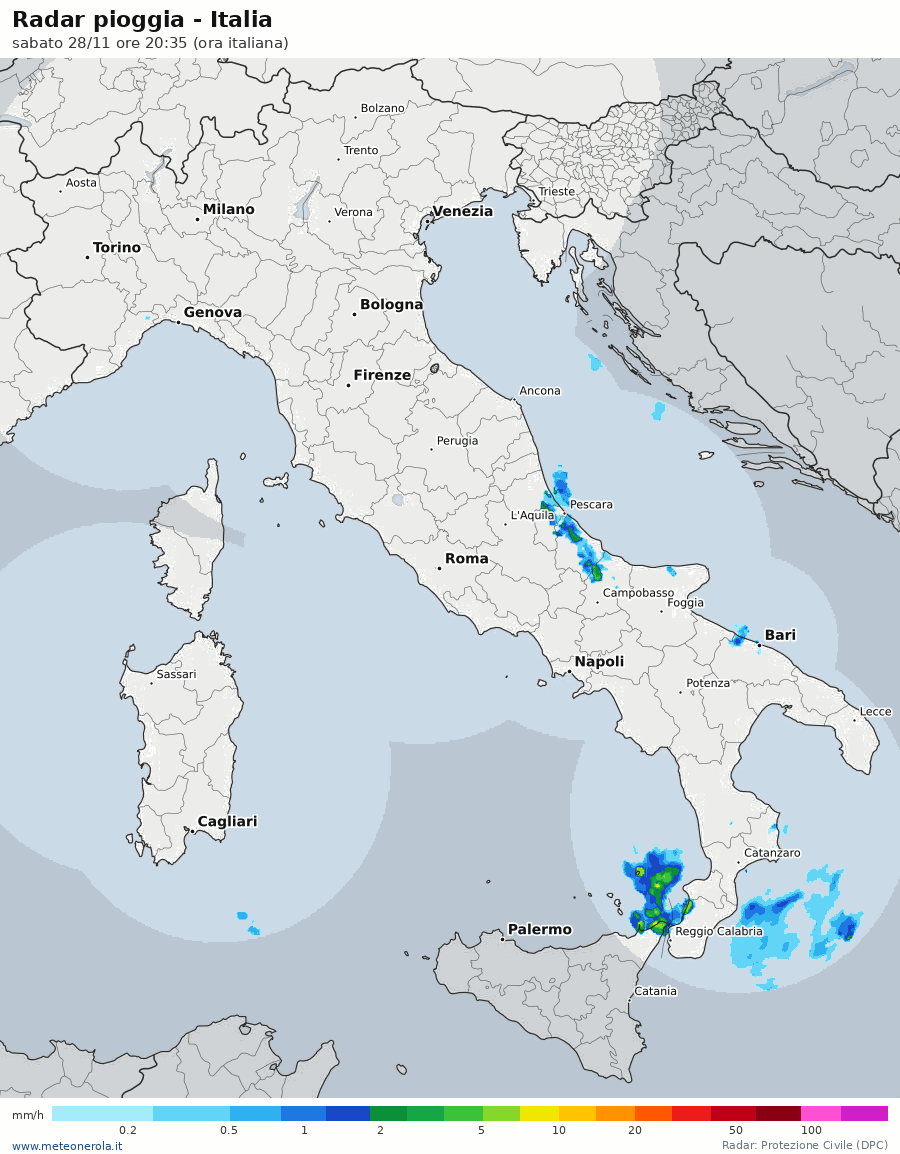 Radar pioggia - Italia
sabato 28/11 ore 20:35 (ora italiana)
Bolzano
Trento
Aosta
Trieste
Milano
Verona
Venezia
Torino
Bologna
Genova
Firenze
Ancona
Perugia
Pescara
L'Aquila
Roma
Campobasso
Foggia
Bari
Napoli
Sassari
Potenza
Lecce
Cagliari
Catanzaro
Palermo
Reggio Calabria
Catania
mm/h
0.2 0.5 1 2 5 10 20 50 100
www.meteonerola.it
Radar: Protezione Civile (DPC)